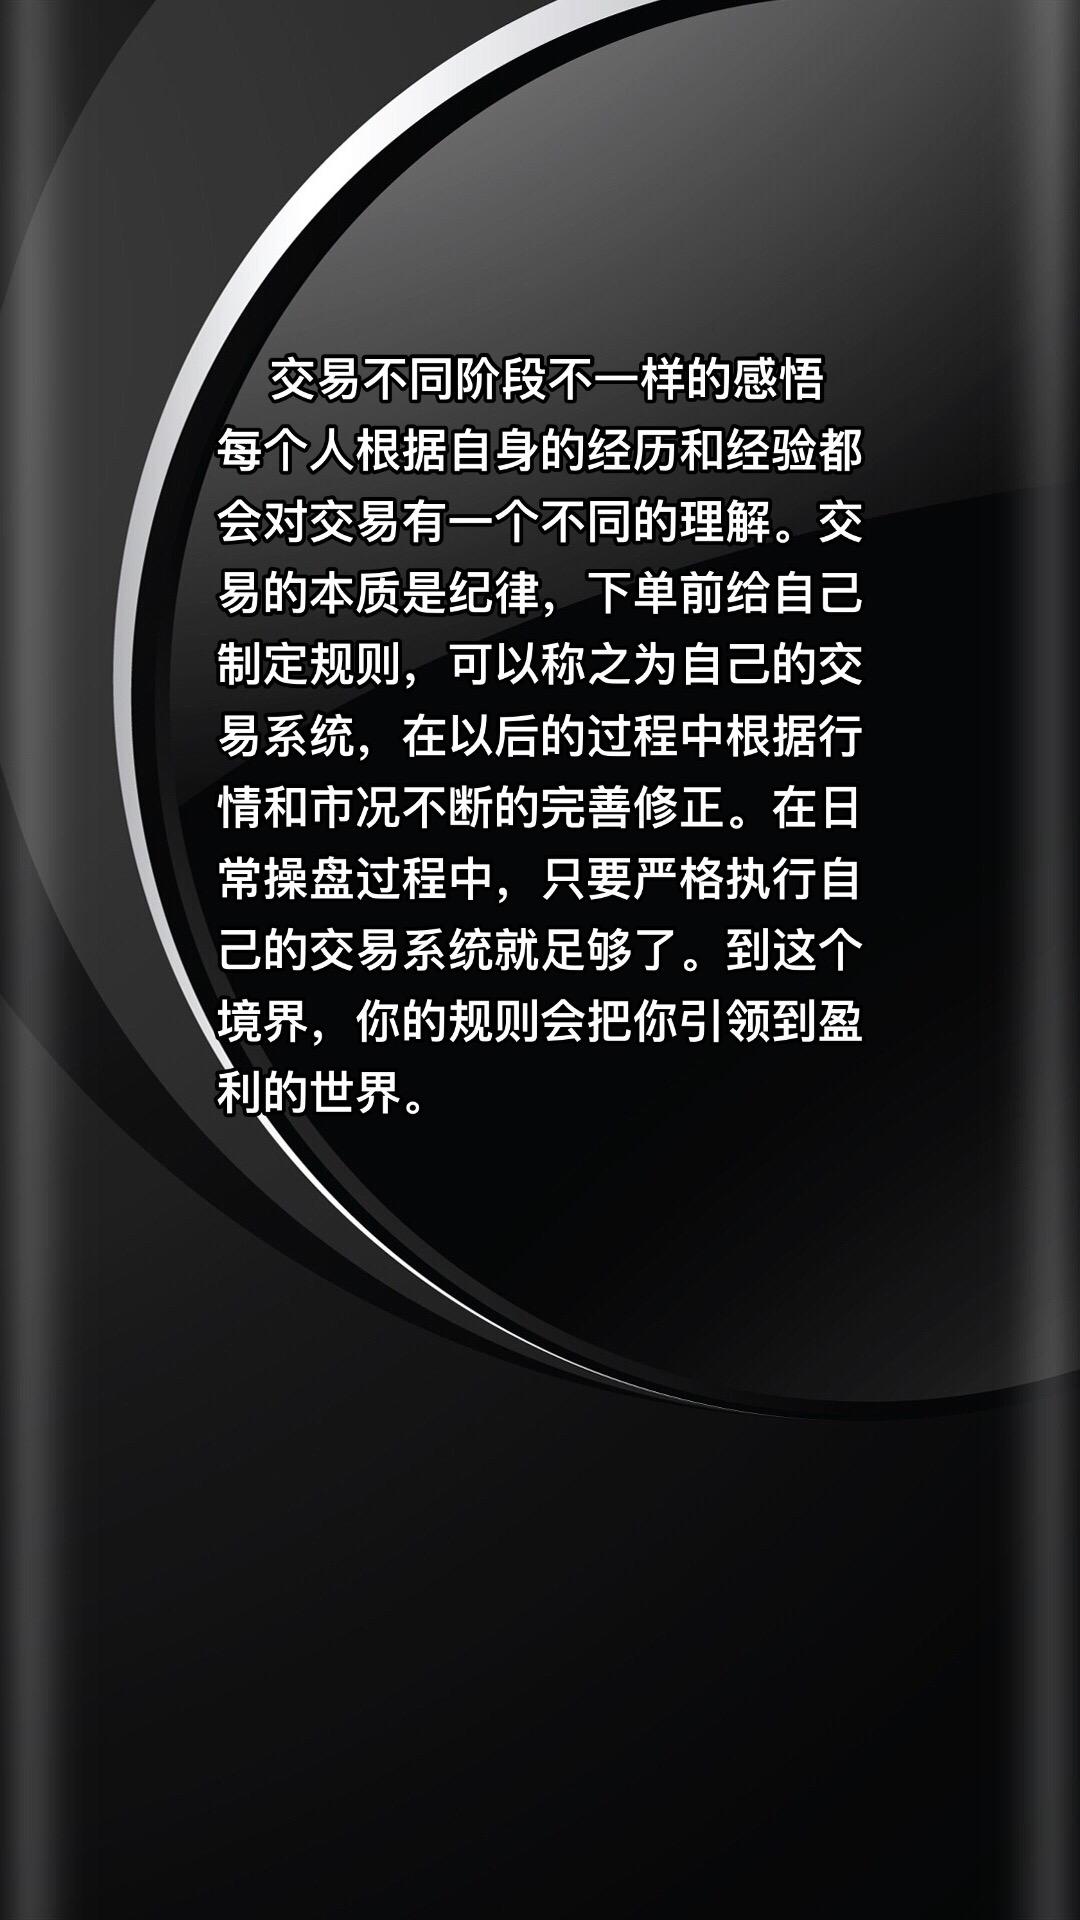 交易不同阶段不一样的感悟
每个人根据自身的经历和经验都
会对交易有一个不同的理解。交
易的本质是纪律，下单前给自己
制定规则，可以称之为自己的交
易系统，在以后的过程中根据行
情和市况不断的完善修正。在日
常操盘过程中，只要严格执行自
己的交易系统就足够了。到这个
境界，你的规则会把你引领到盈
利的世界。